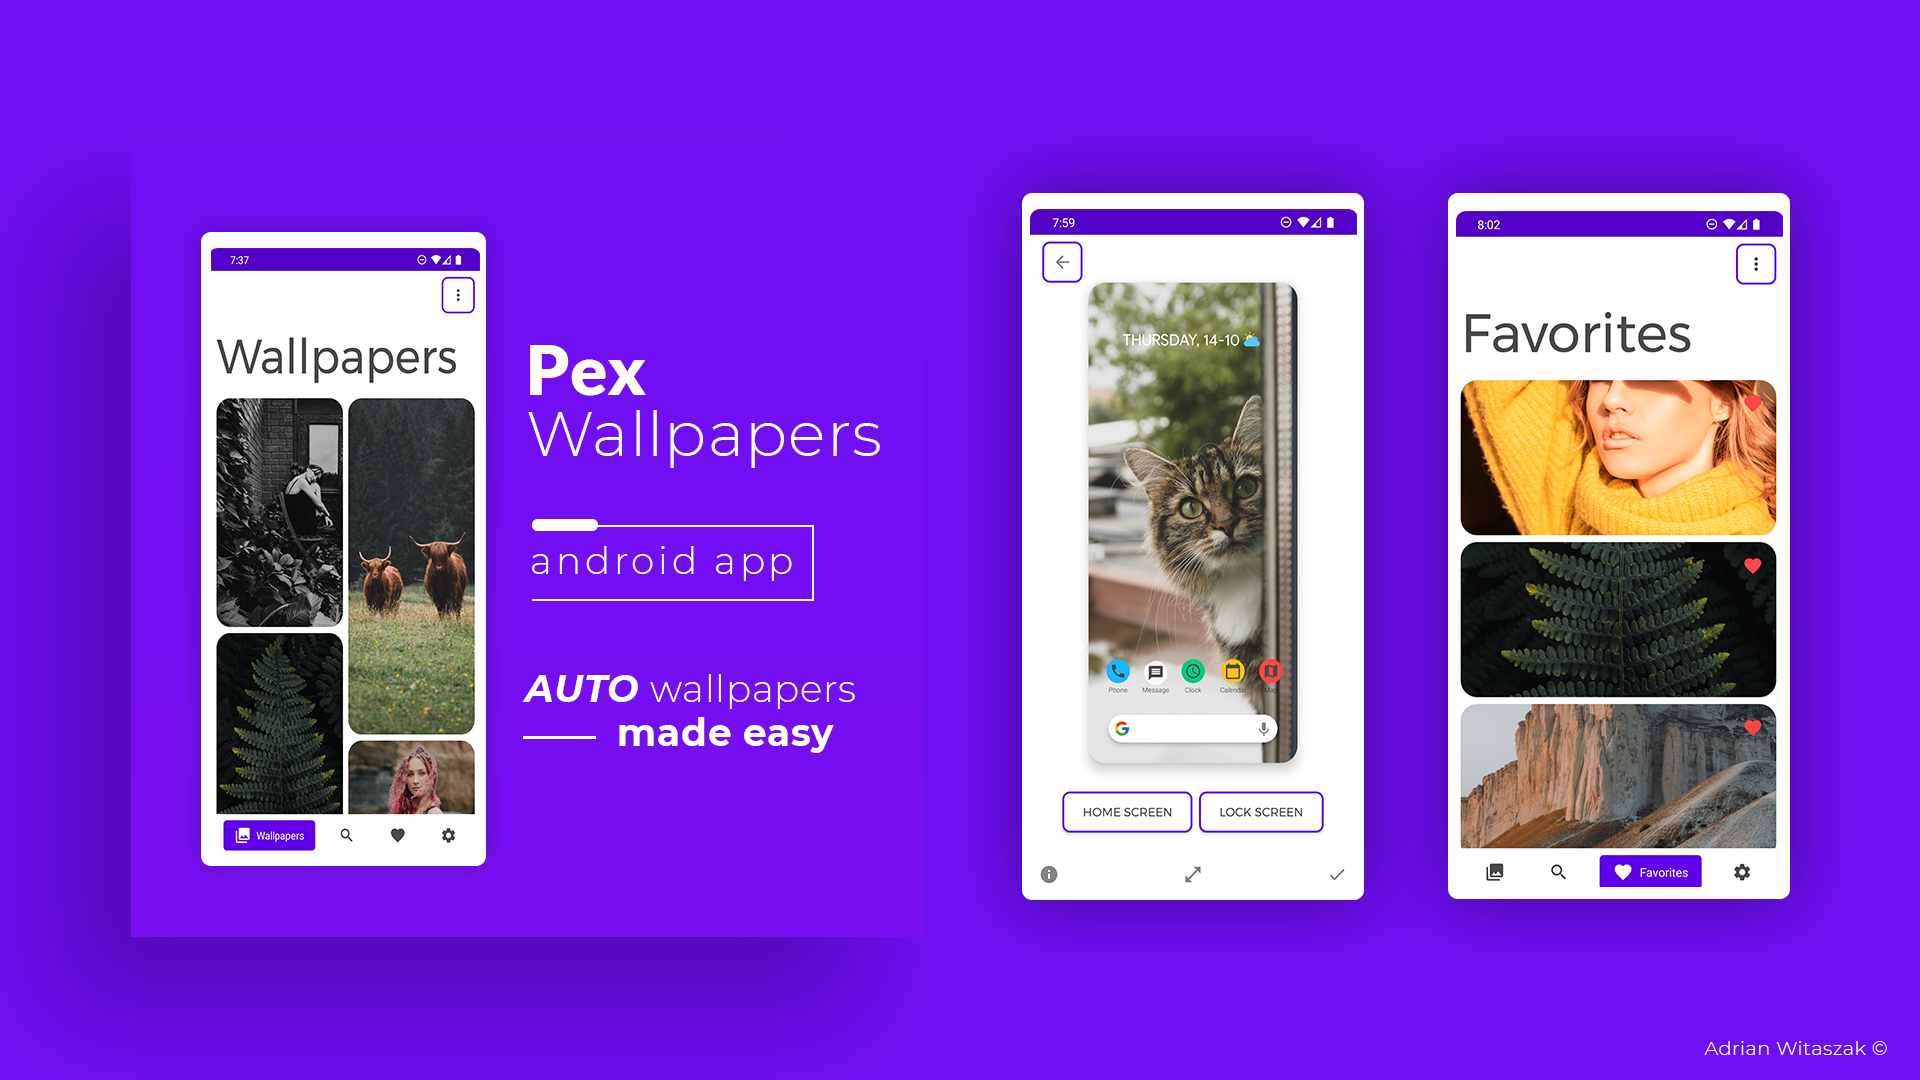 7:37
Wallpapers
Wallpapers
Pex
Wallpapers
android app
AUTO wallpapers
made easy
7:59
THURSDAY, 14-10
Phone
Message
Clock
Calendar
Map
HOME SCREEN
LOCK SCREEN
8:02
Favorites
Favorites
Adrian Witaszak ©